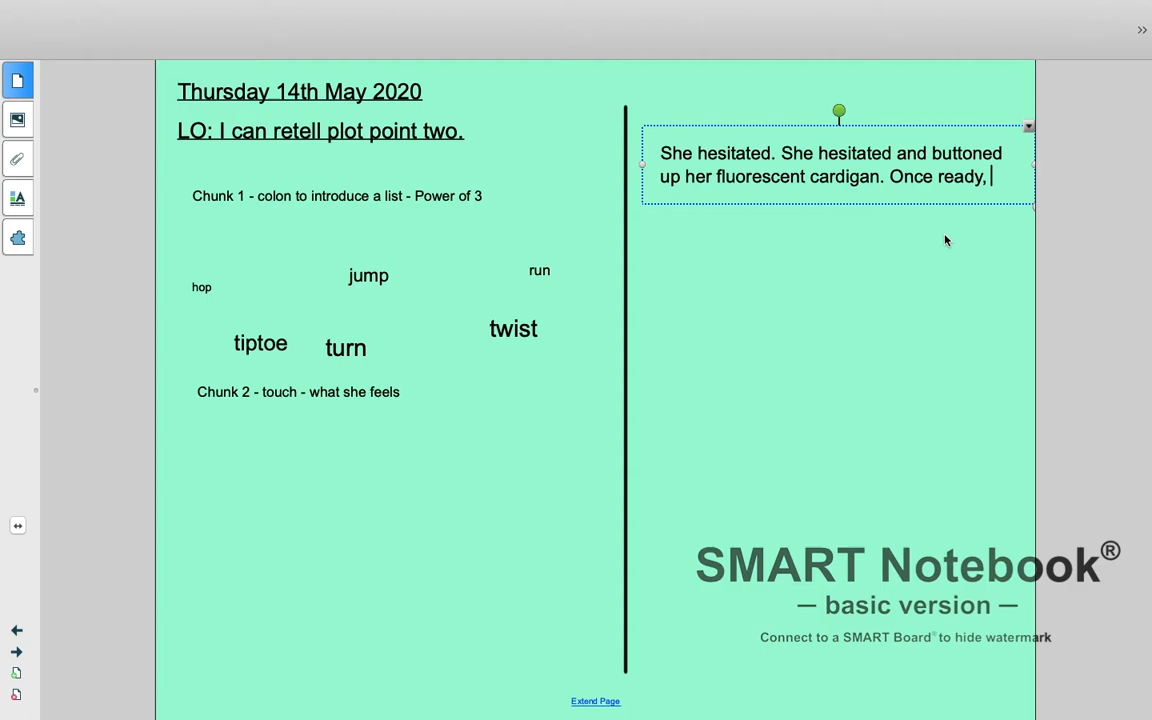 Thursday 14th May 2020
LO: I can retell plot point two.
Chunk 1 - colon to introduce a list - Power of 3
hop
jump
run
tiptoe
turn
twist
Chunk 2 - touch - what she feels
She hesitated. She hesitated and buttoned
up her fluorescent cardigan. Once ready,
SMART Notebook®
— basic version —
Connect to a SMART Board® to hide watermark
Extend Page